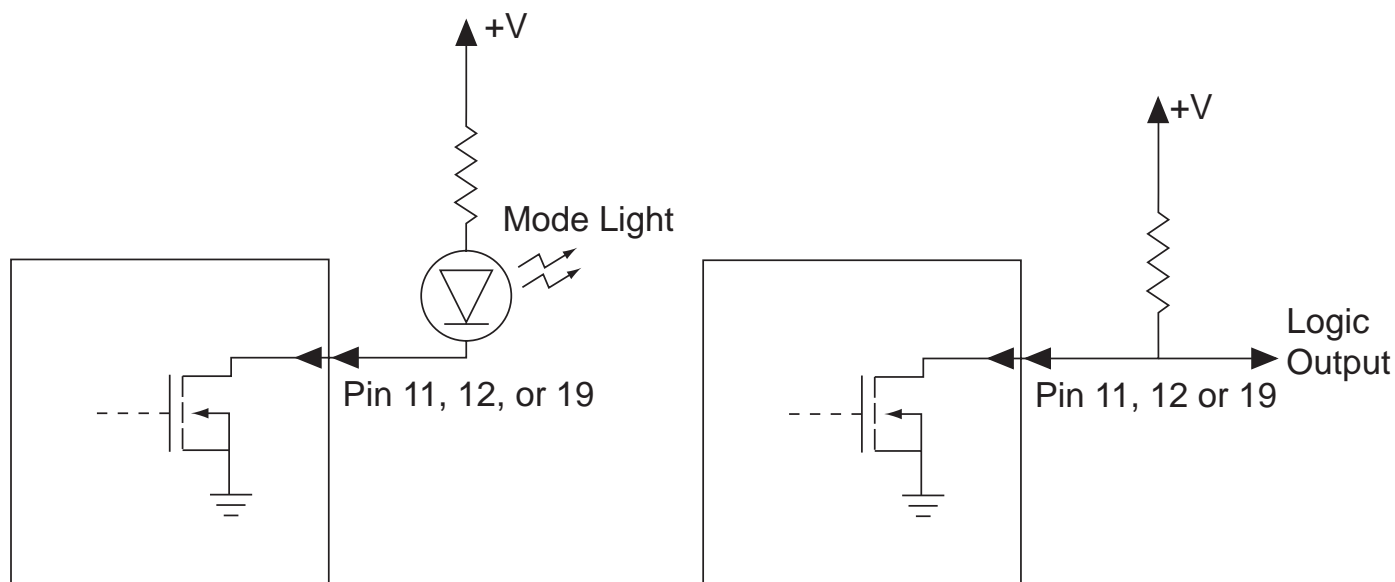 +V
Mode Light
Pin 11, 12, or 19
+V
Logic
Output
Pin 11, 12 or 19